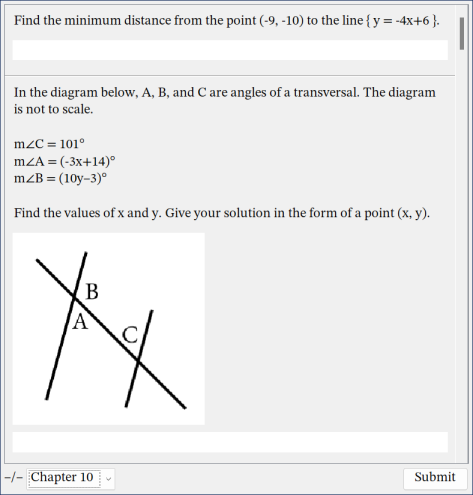 Find the minimum distance from the point (-9, -10) to the line { y = -4x+6 }.
In the diagram below, A, B, and C are angles of a transversal. The diagram
is not to scale.
m∠C = 101°
m∠A = (-3x+14)°
m∠B = (10y−3)°
Find the values of x and y. Give your solution in the form of a point (x, y).
B
A
C
−/− Chapter 10 Submit